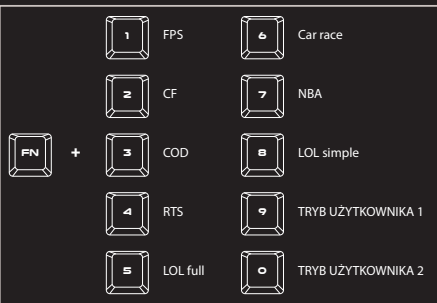 1 FPS 6 Car race
2 CF 7 NBA
FN + 3 COD 8 LOL simple
4 RTS 9 TRYB UŻYTKOWNIKA 1
5 LOL full 0 TRYB UŻYTKOWNIKA 2